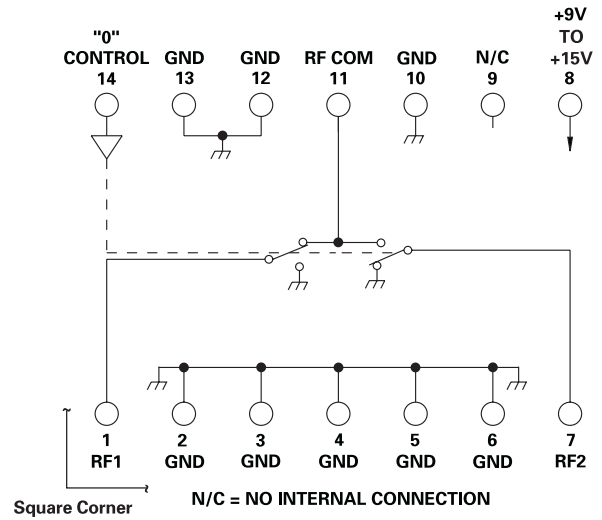 +9V
"0" TO
CONTROL GND GND RF COM GND N/C +15V
14 13 12 11 10 9 8
1 2 3 4 5 6 7
RF1 GND GND GND GND GND RF2
N/C = NO INTERNAL CONNECTION
Square Corner